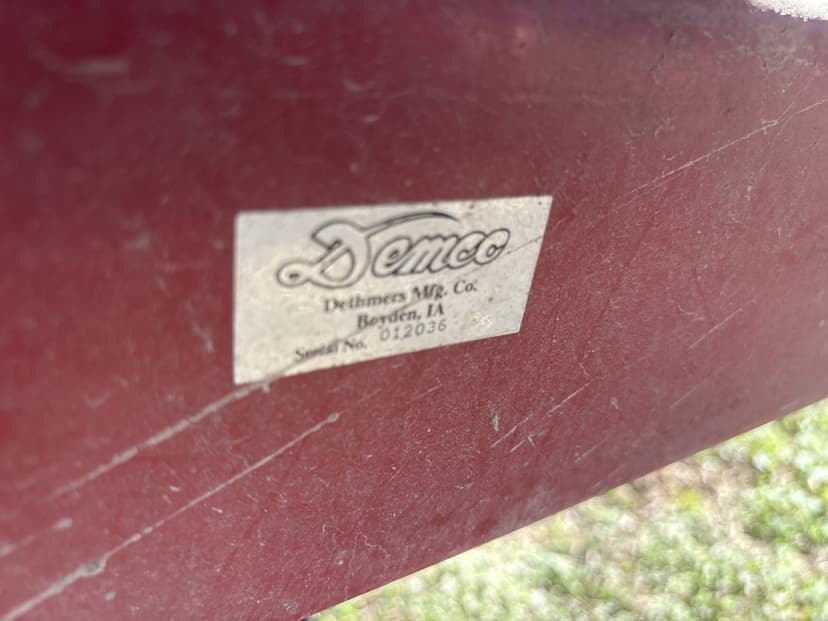 Demco
Dethmers Mfg. Co.
Boyden, IA
Serial No. 012036